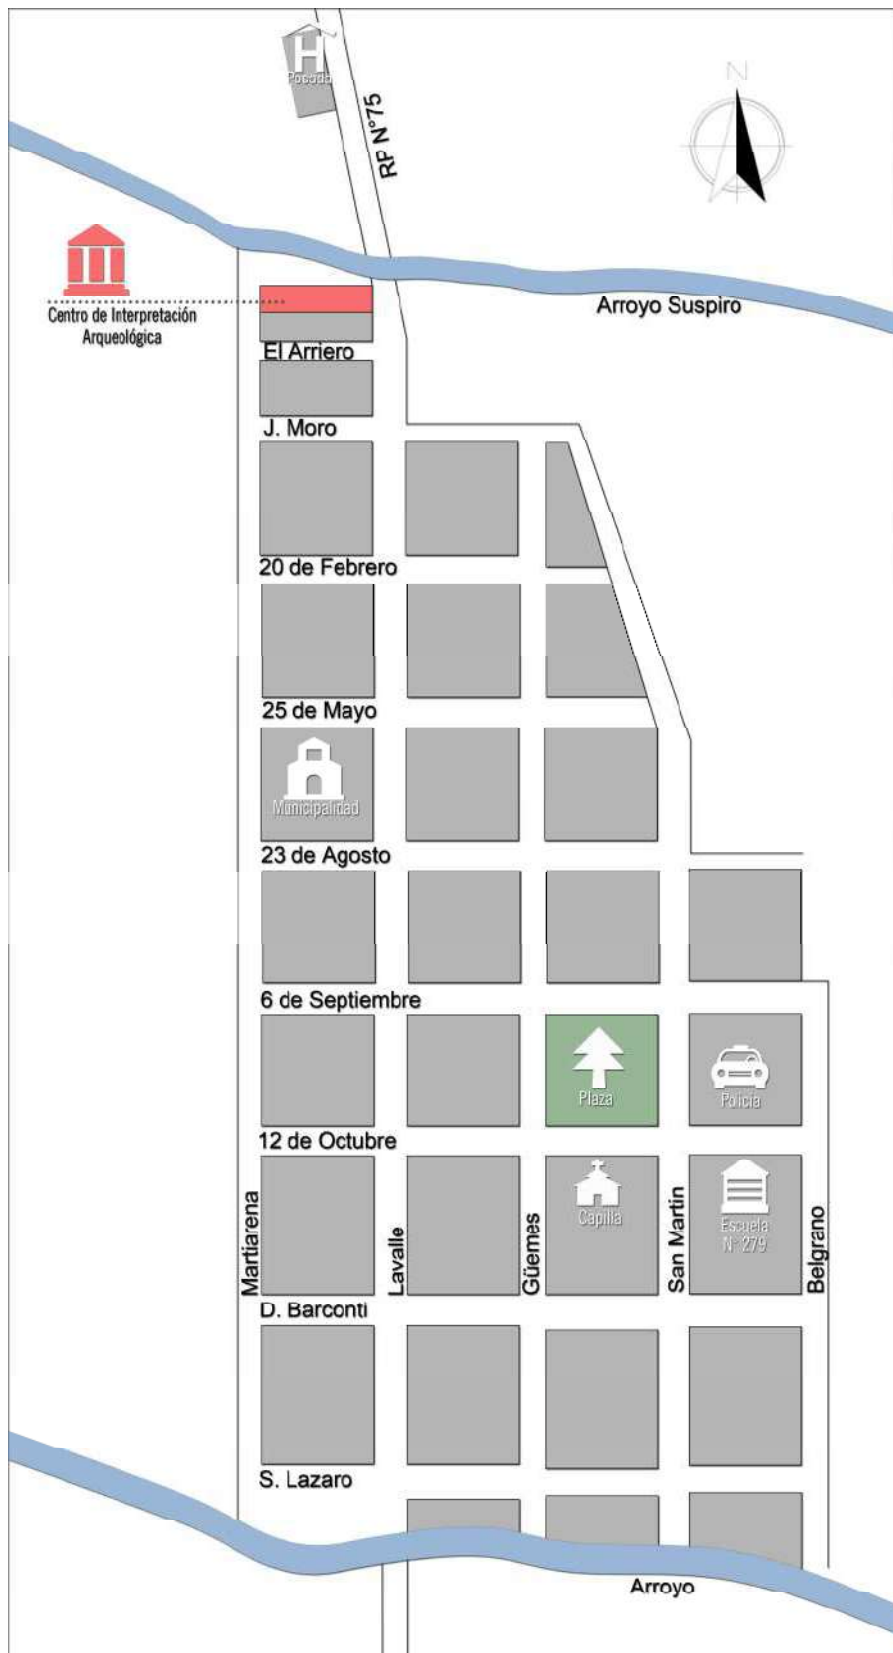 Posada
RP N°75
N
Centro de Interpretación
Arqueológica
Arroyo Suspiro
El Arriero
J. Moro
20 de Febrero
25 de Mayo
Municipalidad
23 de Agosto
6 de Septiembre
Plaza
Policia
12 de Octubre
Martiarena
Lavalle
Güemes
Capilla
San Martin
Escuela
N° 279
Belgrano
D. Barconti
S. Lazaro
Arroyo